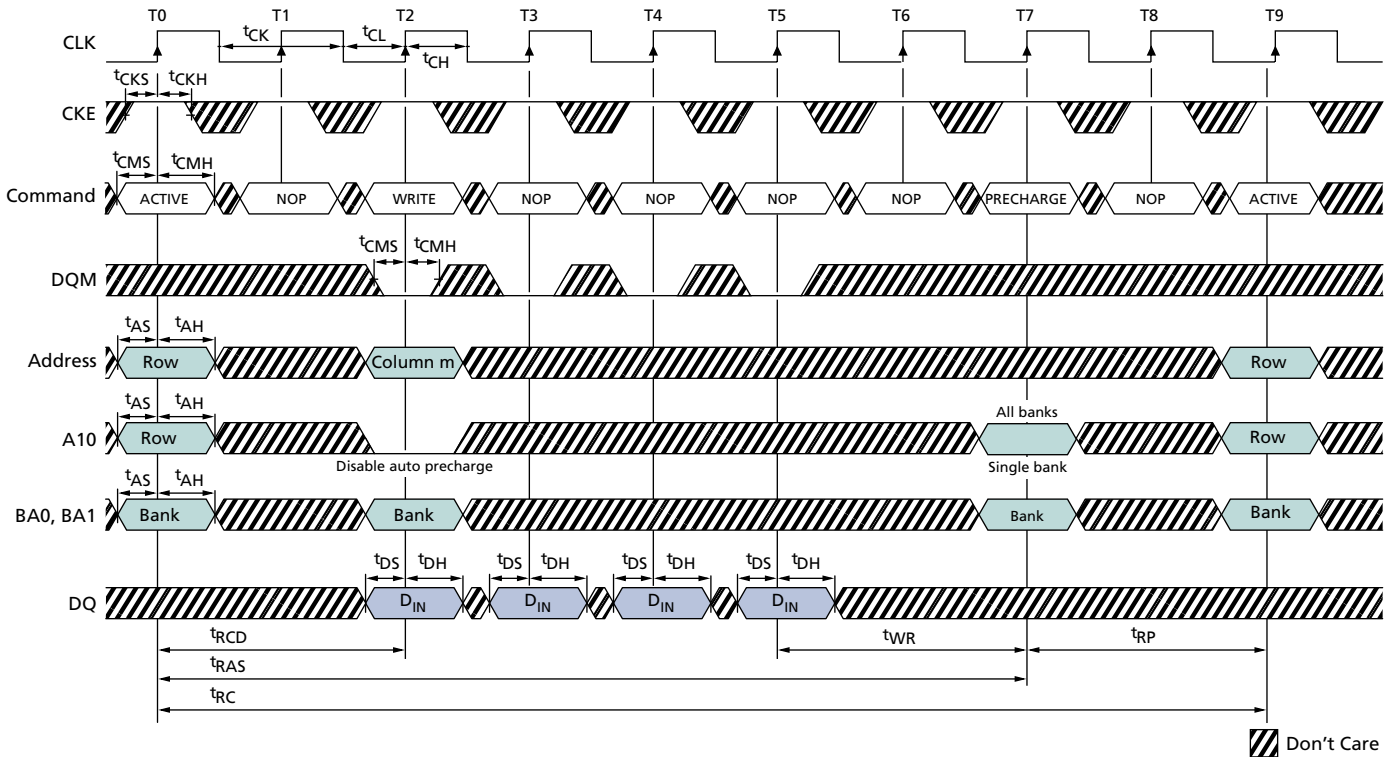 T0 T1 T2 T3 T4 T5 T6 T7 T8 T9
CLK
tCK tCL
tCH
tCKS tCKH
CKE
tCMS tCMH
Command ACTIVE NOP WRITE NOP NOP NOP NOP PRECHARGE NOP ACTIVE
tCMS tCMH
DQM
tAS tAH
Address Row Column m Row
tAS tAH All banks
A10 Row Row
Disable auto precharge Single bank
tAS tAH
BA0, BA1 Bank Bank Bank Bank
tDS tDH tDS tDH tDS tDH tDS tDH
DQ DIN DIN DIN DIN
tRCD tWR tRP
tRAS
tRC
Don't Care